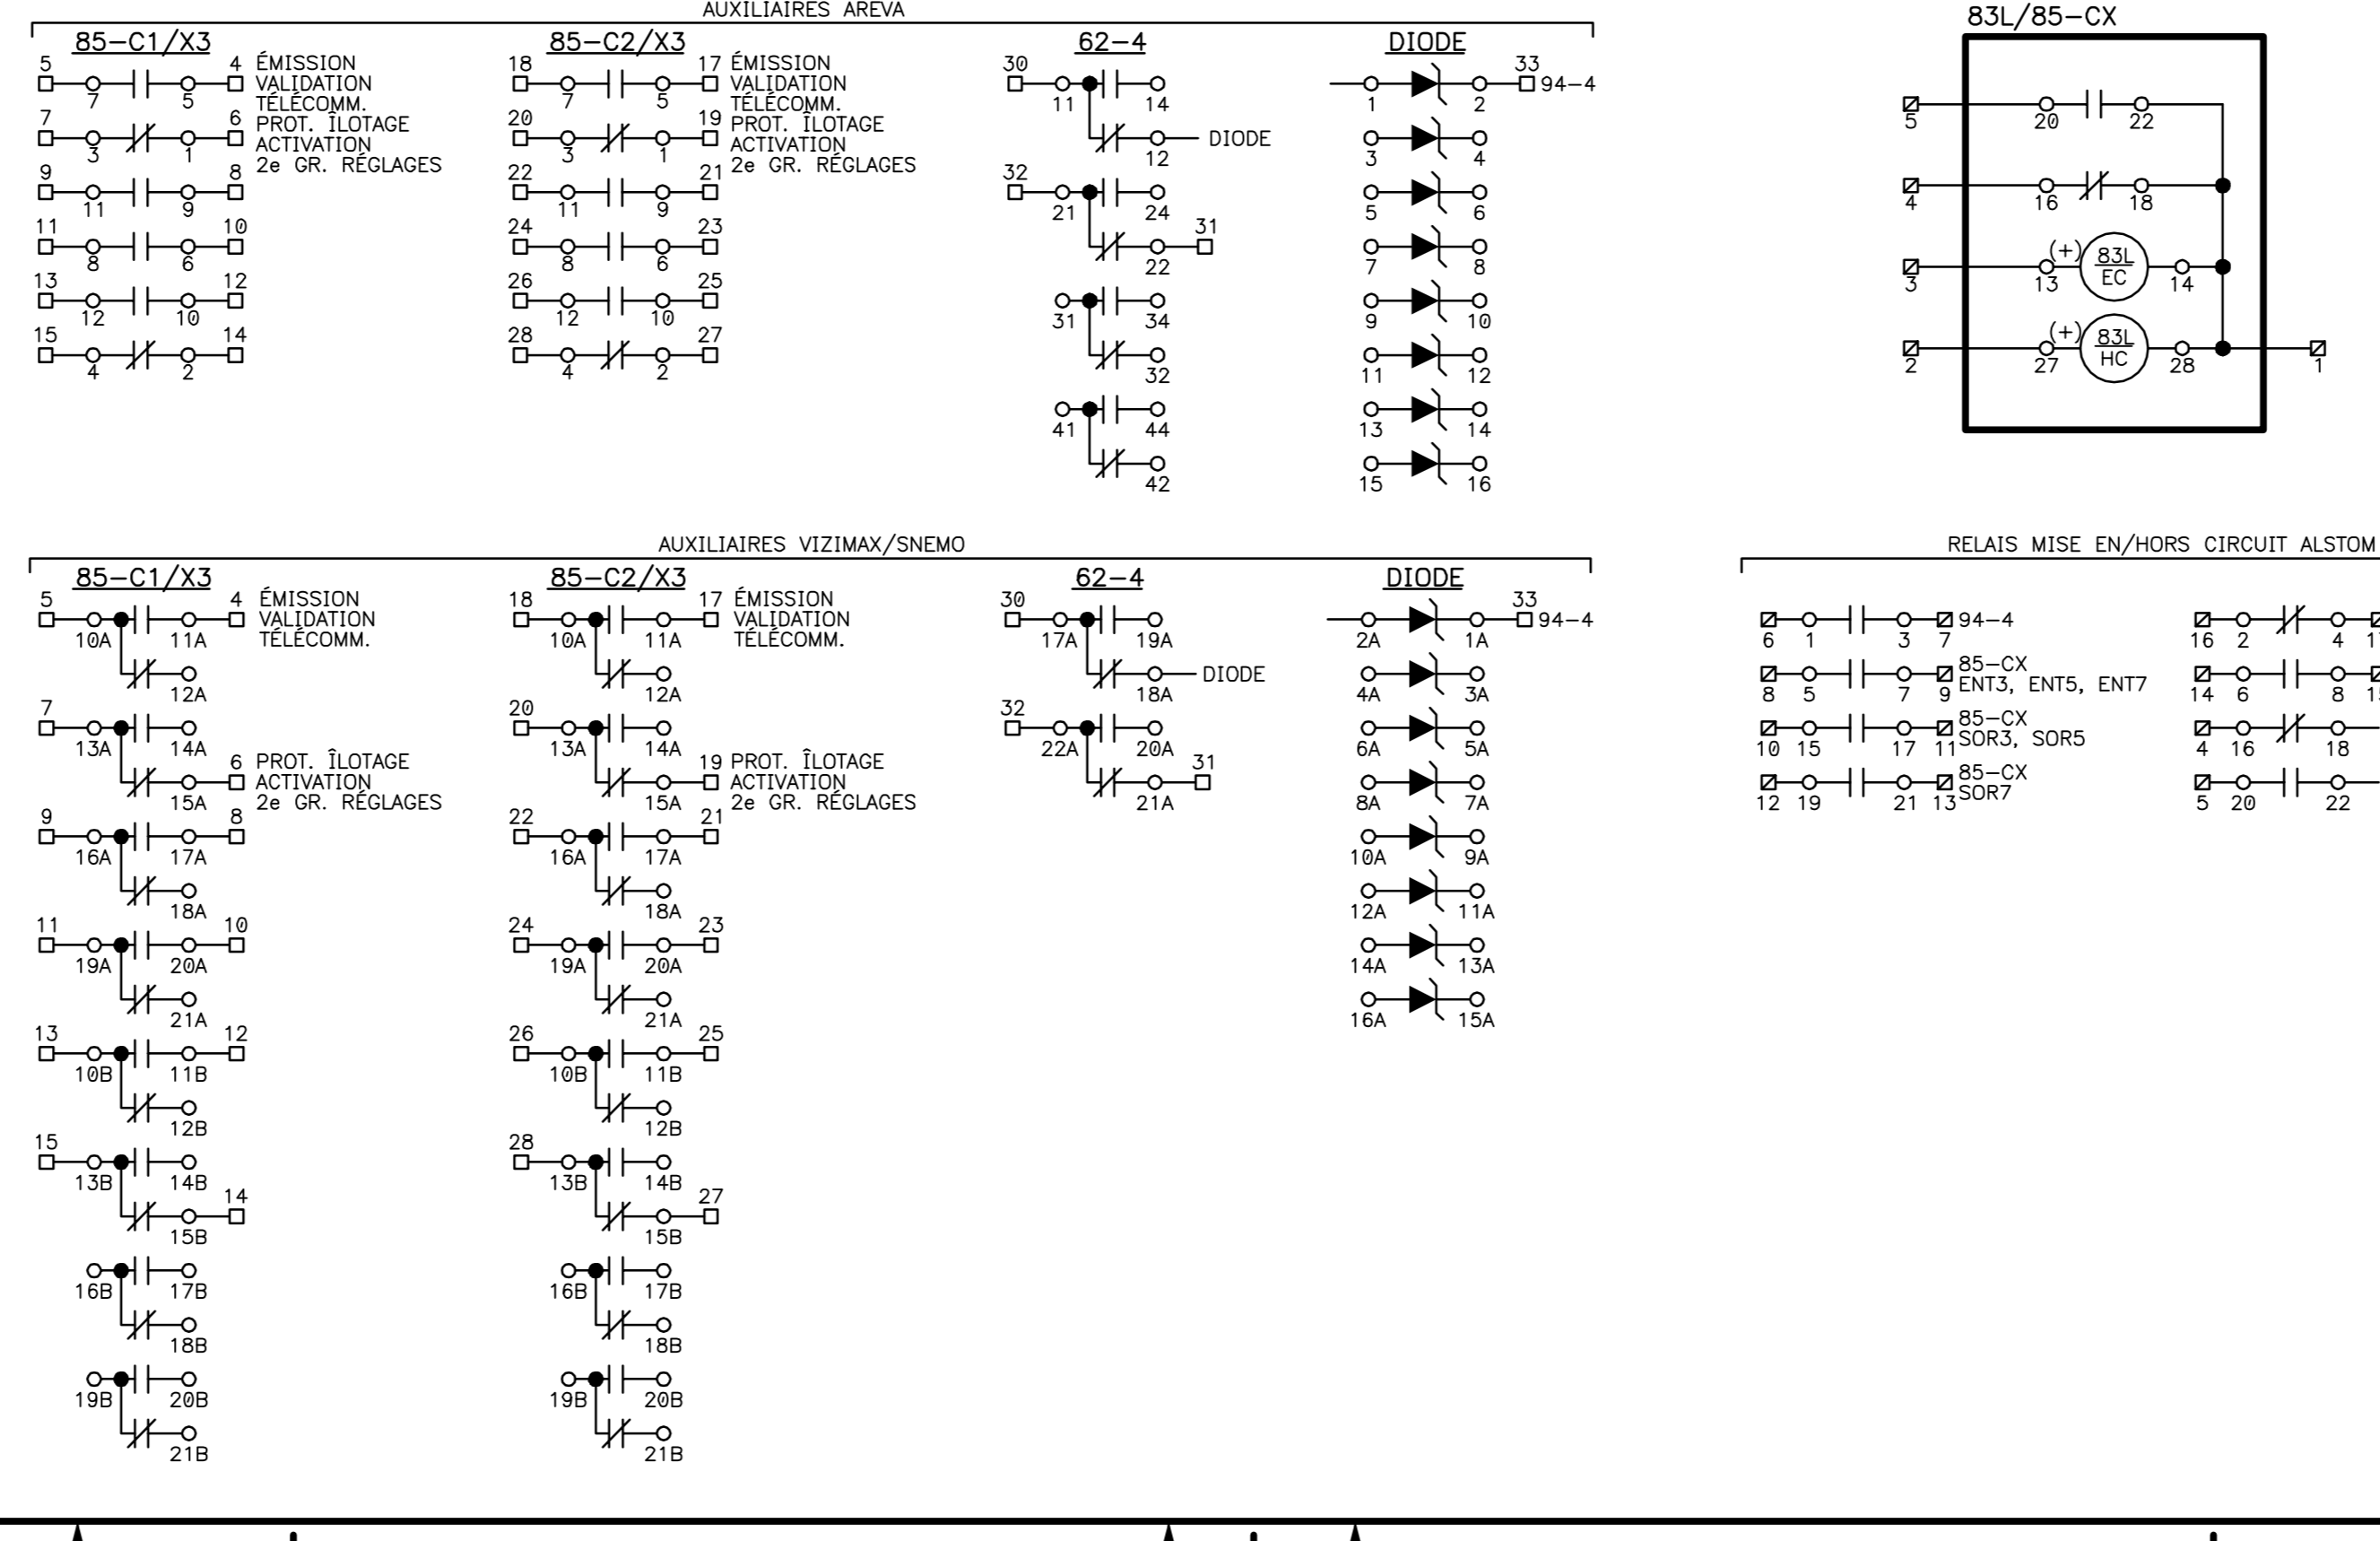 AUXILIAIRES AREVA
85-C1/X3
5 4 ÉMISSION
VALIDATION
7 5 TÉLÉCOMM.
7 6 PROT. ÎLOTAGE
3 1 ACTIVATION
2e GR. RÉGLAGES
9 8
11 9
11 10
8 6
13 12
12 10
15 14
4 2
85-C2/X3
18 17 ÉMISSION
VALIDATION
7 5 TÉLÉCOMM.
20 19 PROT. ÎLOTAGE
3 1 ACTIVATION
2e GR. RÉGLAGES
22 21
11 9
24 23
8 6
26 25
12 10
28 27
4 2
62-4
30
11 14
12 DIODE
32
21 24
31
22
31 34
32
41 44
42
DIODE
33
94-4
1 2
3 4
5 6
7 8
9 10
11 12
13 14
15 16
83L/85-CX
5 20 22
4 16 18
(+) 83L
EC
3 13 14
(+) 83L
HC
2 27 28 1
AUXILIAIRES VIZIMAX/SNEMO
85-C1/X3
5 4 ÉMISSION
VALIDATION
10A 11A TÉLÉCOMM.
12A
7
13A 14A
6 PROT. ÎLOTAGE
ACTIVATION
15A 2e GR. RÉGLAGES
9 8
16A 17A
18A
11 10
19A 20A
21A
13 12
10B 11B
12B
15
13B 14B
14
15B
16B 17B
18B
19B 20B
21B
85-C2/X3
18 17 ÉMISSION
VALIDATION
10A 11A TÉLÉCOMM.
12A
20
13A 14A
19 PROT. ÎLOTAGE
ACTIVATION
15A 2e GR. RÉGLAGES
22 21
16A 17A
18A
24 23
19A 20A
21A
26 25
10B 11B
12B
28
13B 14B
27
15B
16B 17B
18B
19B 20B
21B
62-4
30
17A 19A
18A DIODE
32
22A 20A
31
21A
DIODE
33
94-4
2A 1A
4A 3A
6A 5A
8A 7A
10A 9A
12A 11A
14A 13A
16A 15A
RELAIS MISE EN/HORS CIRCUIT ALSTOM
94-4
6 1 3 7
85-CX
8 5 7 9 ENT3, ENT5, ENT7
85-CX
10 15 17 11 SOR3, SOR5
85-CX
12 19 21 13 SOR7
16 2 4
14 6 8
4 16 18
5 20 22